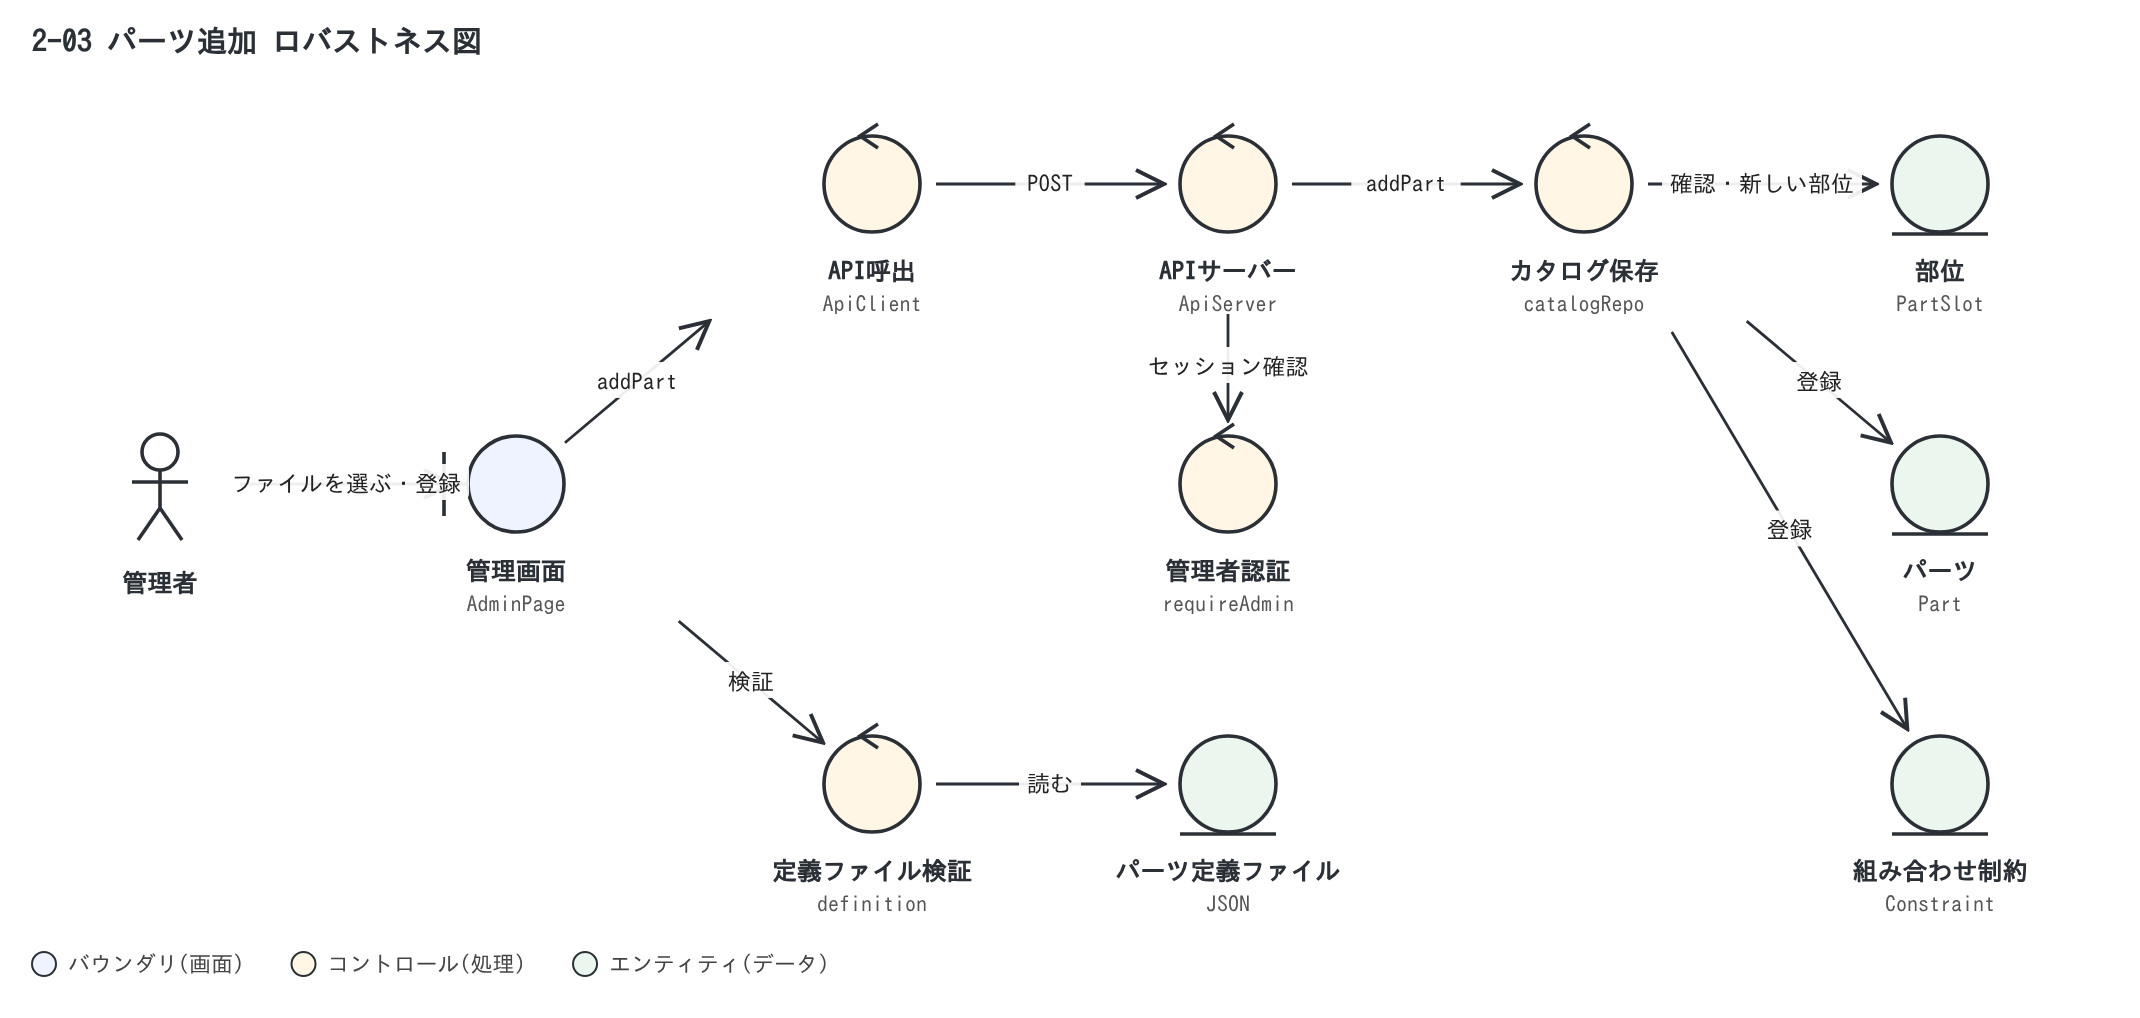 2-03 パーツ追加 ロバストネス図
POST
addPart
確認・新しい部位
API呼出
ApiClient
APIサーバー
ApiServer
カタログ保存
catalogRepo
部位
PartSlot
セッション確認
addPart
登録
ファイルを選ぶ・登録
登録
管理者
管理画面
AdminPage
管理者認証
requireAdmin
パーツ
Part
検証
読む
定義ファイル検証
definition
パーツ定義ファイル
JSON
組み合わせ制約
Constraint
バウンダリ(画面)
コントロール(処理)
エンティティ(データ)